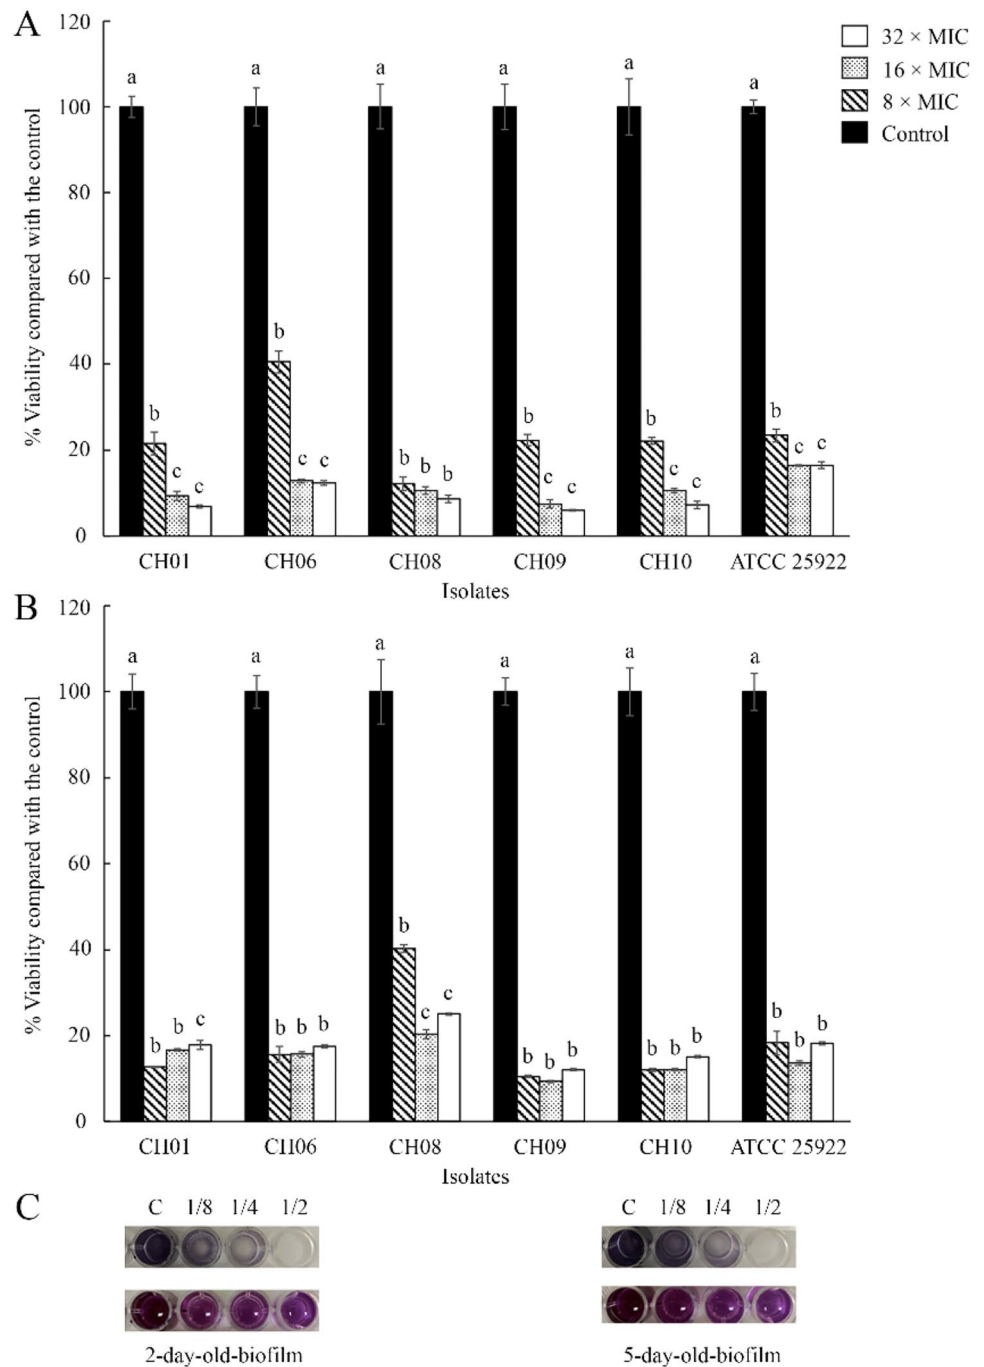 A
% Viability compared with the control
120
100
80
60
40
20
0
32 × MIC
16 × MIC
8 × MIC
Control
a b c c
a b c c
a b b b
a b c c
a b c c
a b c c
CH01 CH06 CH08 CH09 CH10 ATCC 25922
Isolates
B
% Viability compared with the control
120
100
80
60
40
20
0
a b b c
a b b b
a b c c
a b b b
a b b b
a b b b
CH01 CH06 CH08 CH09 CH10 ATCC 25922
Isolates
C
C 1/8 1/4 1/2
C 1/8 1/4 1/2
2-day-old-biofilm
5-day-old-biofilm